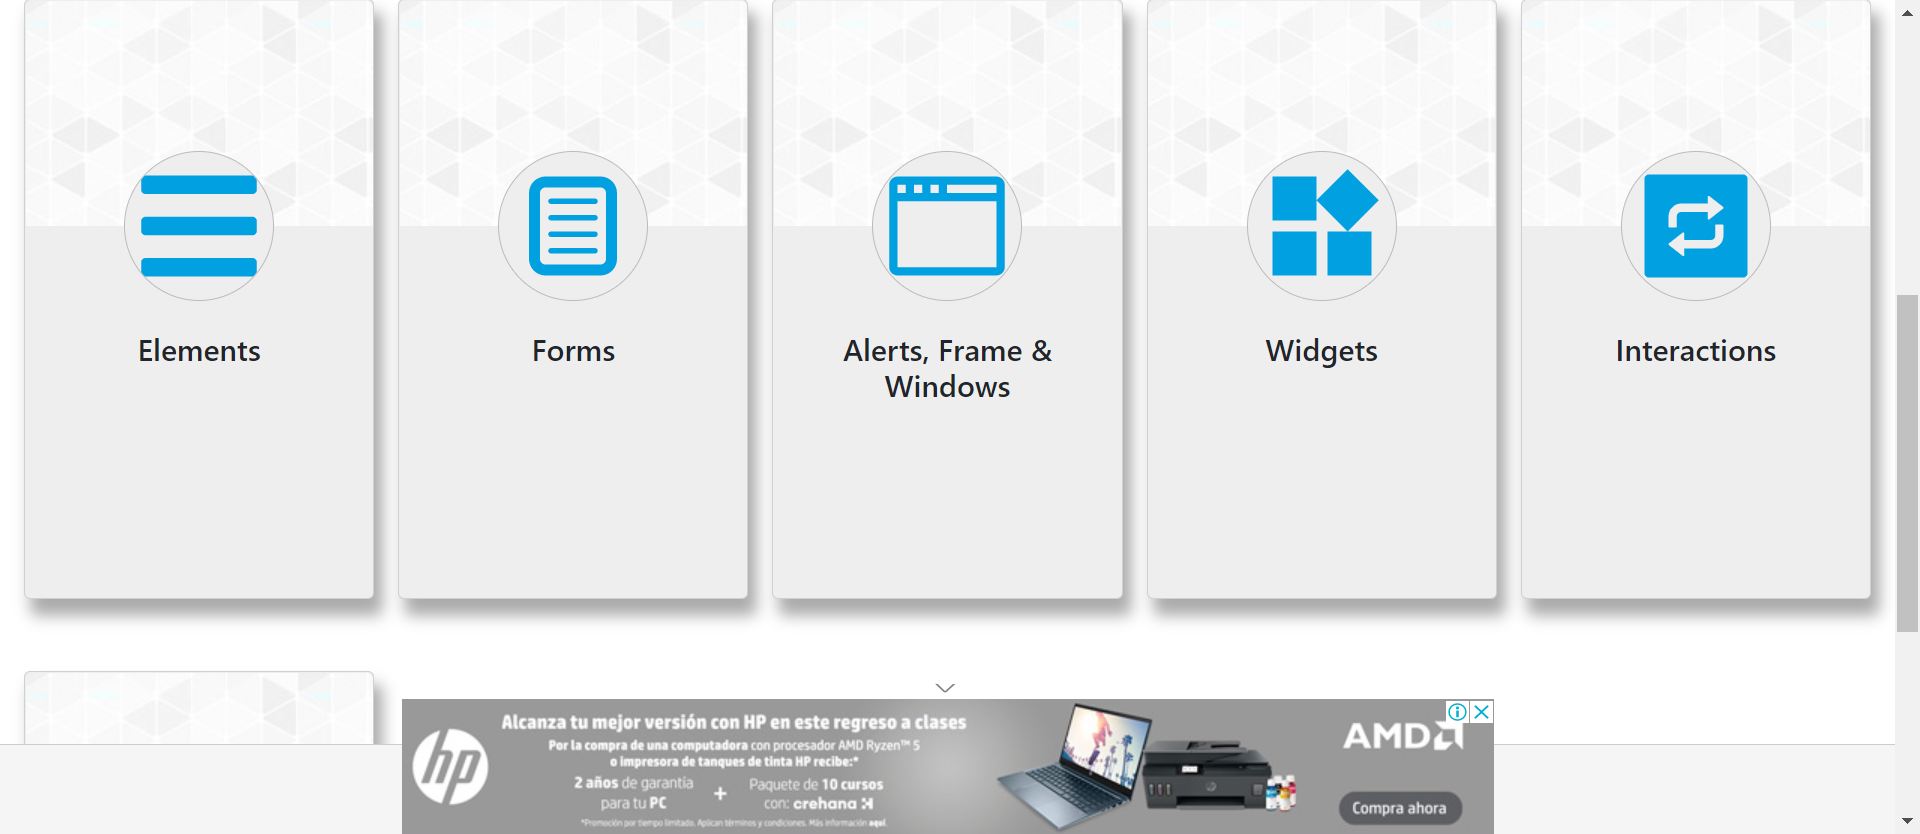 Elements
Forms
Alerts, Frame &
Windows
Widgets
Interactions
hp
Alcanza tu mejor versión con HP en este regreso a clases
Por la compra de una computadora con procesador AMD Ryzen™ 5
o impresora de tanques de tinta HP recibe:*
2 años de garantía
para tu PC
+
Paquete de 10 cursos
con: crehana
*Promoción por tiempo limitado. Aplican términos y condiciones. Más información aquí.
AMD
Compra ahora